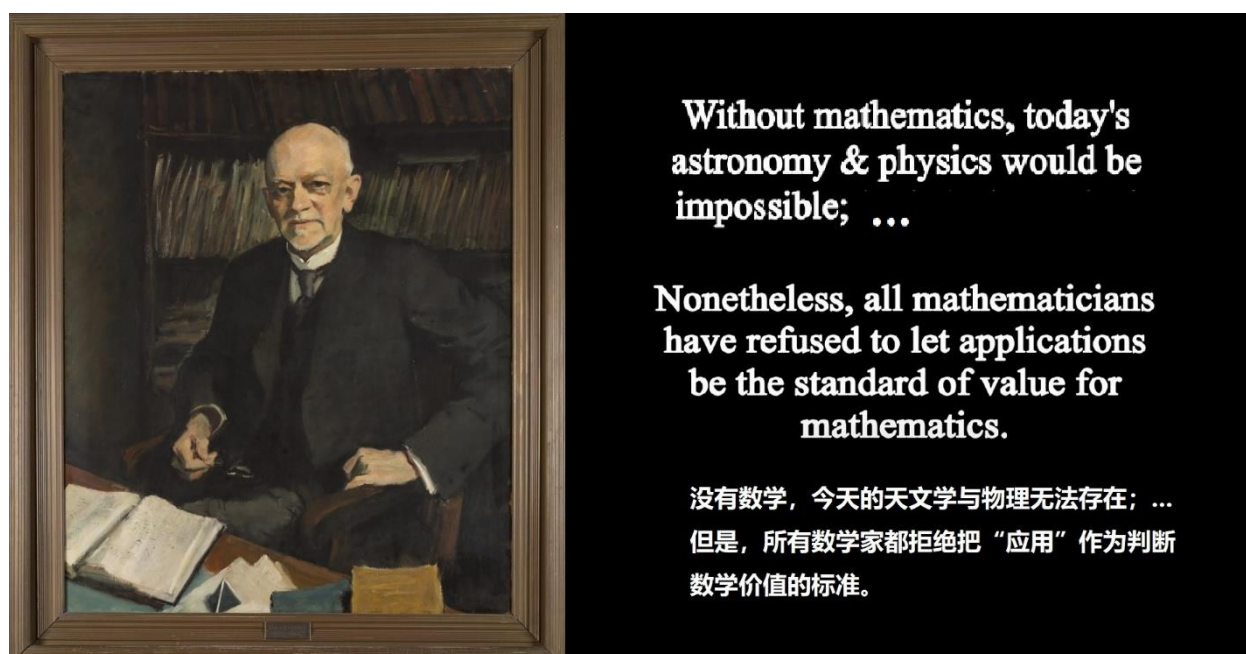 Without mathematics, today's
astronomy & physics would be
impossible; ...
Nonetheless, all mathematicians
have refused to let applications
be the standard of value for
mathematics.
没有数学，今天的天文学与物理无法存在；...
但是，所有数学家都拒绝把“应用”作为判断
数学价值的标准。